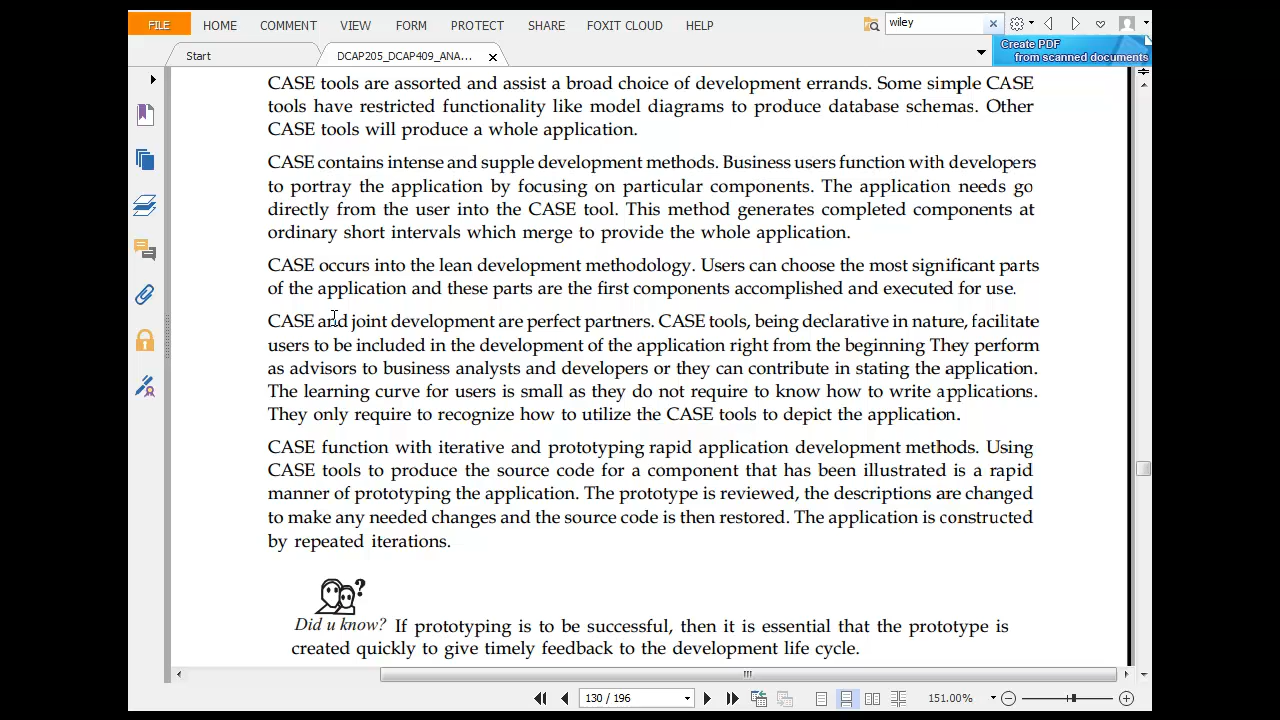 FILE HOME COMMENT VIEW FORM PROTECT SHARE FOXIT CLOUD HELP wiley
Start DCAP205_DCAP409_ANA...
Create PDF
from scanned documents
CASE tools are assorted and assist a broad choice of development errands. Some simple CASE
tools have restricted functionality like model diagrams to produce database schemas. Other
CASE tools will produce a whole application.
CASE contains intense and supple development methods. Business users function with developers
to portray the application by focusing on particular components. The application needs go
directly from the user into the CASE tool. This method generates completed components at
ordinary short intervals which merge to provide the whole application.
CASE occurs into the lean development methodology. Users can choose the most significant parts
of the application and these parts are the first components accomplished and executed for use.
CASE and joint development are perfect partners. CASE tools, being declarative in nature, facilitate
users to be included in the development of the application right from the beginning They perform
as advisors to business analysts and developers or they can contribute in stating the application.
The learning curve for users is small as they do not require to know how to write applications.
They only require to recognize how to utilize the CASE tools to depict the application.
CASE function with iterative and prototyping rapid application development methods. Using
CASE tools to produce the source code for a component that has been illustrated is a rapid
manner of prototyping the application. The prototype is reviewed, the descriptions are changed
to make any needed changes and the source code is then restored. The application is constructed
by repeated iterations.
?
Did u know? If prototyping is to be successful, then it is essential that the prototype is
created quickly to give timely feedback to the development life cycle.
130 / 196 151.00%